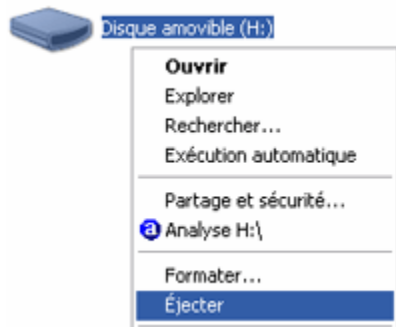 Disque amovible (H:)
Ouvrir
Explorer
Rechercher...
Exécution automatique
Partage et sécurité...
a Analyse H:\
Formater...
Éjecter